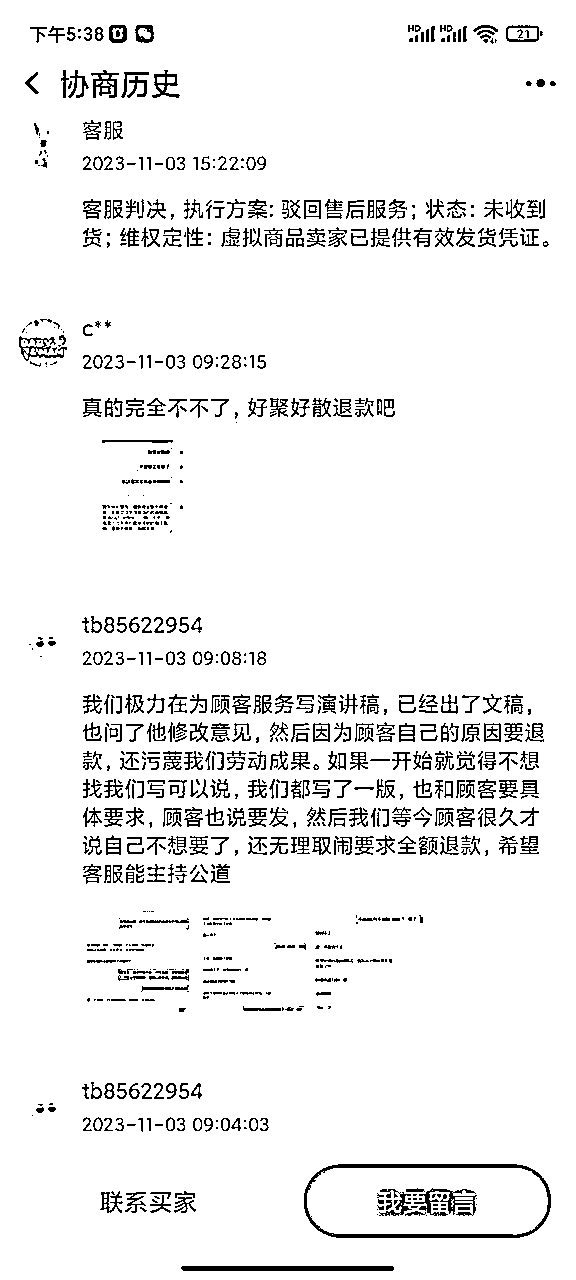 下午5:38
HD HD 21
协商历史
客服
2023-11-03 15:22:09
客服判决，执行方案: 驳回售后服务；状态: 未收到
货；维权定性: 虚拟商品卖家已提供有效发货凭证。
c**
2023-11-03 09:28:15
真的完全不不了, 好聚好散退款吧
tb85622954
2023-11-03 09:08:18
我们极力在为顾客服务写演讲稿，已经出了文稿，
也问了他修改意见，然后因为顾客自己的原因要退
款，还污蔑我们劳动成果。如果一开始就觉得不想
找我们写可以说，我们都写了一版，也和顾客要具
体要求，顾客也说要发，然后我们等今顾客很久才
说自己不想要了，还无理取闹要求全额退款，希望
客服能主持公道
tb85622954
2023-11-03 09:04:03
联系买家
我要留言